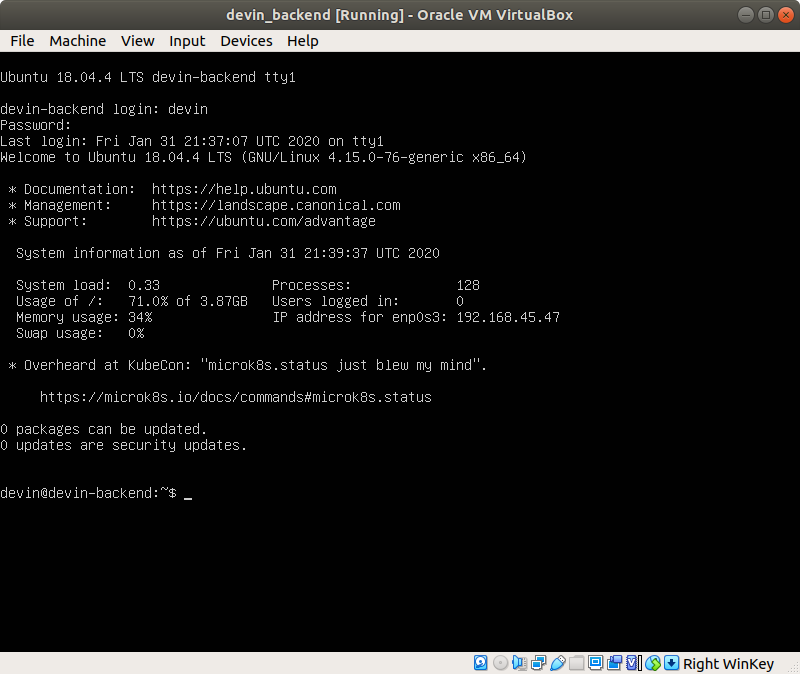 devin_backend [Running] - Oracle VM VirtualBox
File Machine View Input Devices Help
Ubuntu 18.04.4 LTS devin-backend tty1
devin-backend login: devin
Password:
Last login: Fri Jan 31 21:37:07 UTC 2020 on tty1
Welcome to Ubuntu 18.04.4 LTS (GNU/Linux 4.15.0-76-generic x86_64)
* Documentation: https://help.ubuntu.com
* Management: https://landscape.canonical.com
* Support: https://ubuntu.com/advantage
System information as of Fri Jan 31 21:39:37 UTC 2020
System load: 0.33 Processes: 128
Usage of /: 71.0% of 3.87GB Users logged in: 0
Memory usage: 34% IP address for enp0s3: 192.168.45.47
Swap usage: 0%
* Overheard at KubeCon: "microk8s.status just blew my mind".
https://microk8s.io/docs/commands#microk8s.status
0 packages can be updated.
0 updates are security updates.
devin@devin-backend:~$ _
Right WinKey